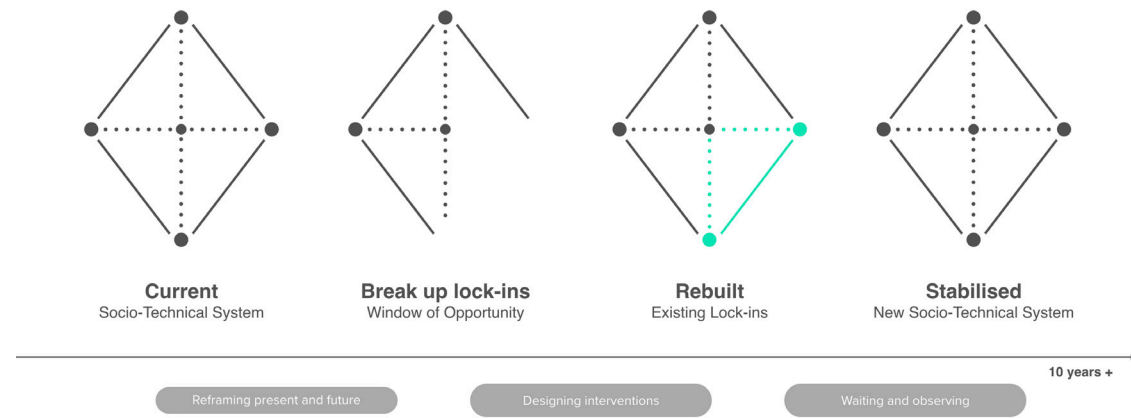 Current
Socio-Technical System
Break up lock-ins
Window of Opportunity
Rebuilt
Existing Lock-ins
Stabilised
New Socio-Technical System
10 years +
Reframing present and future
Designing interventions
Waiting and observing